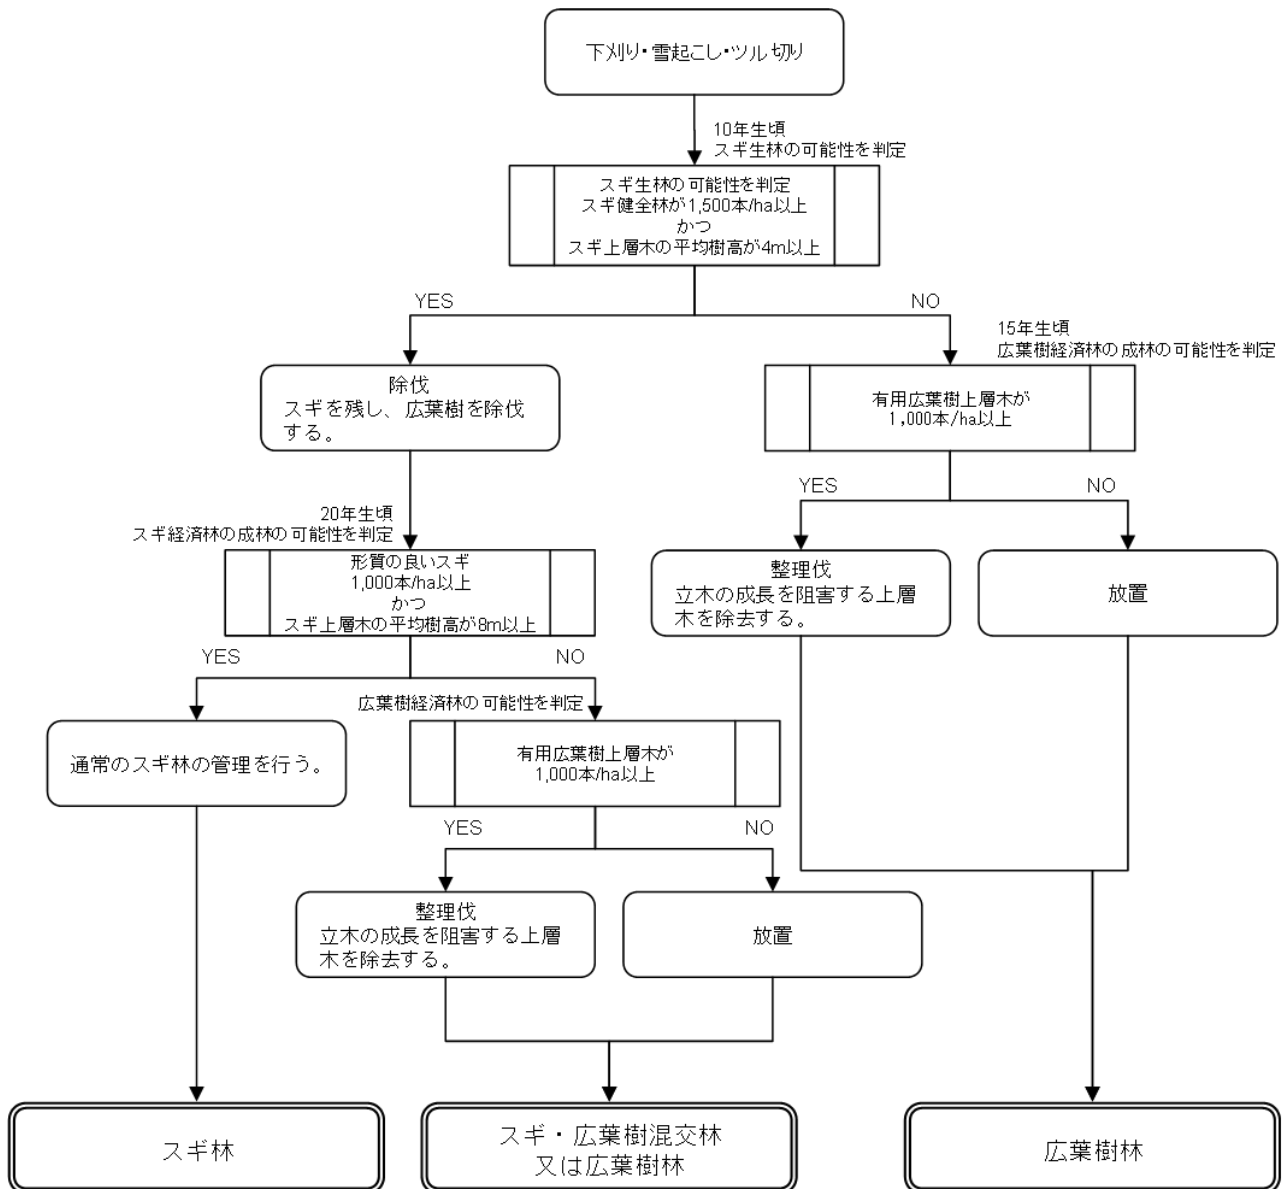 下刈り・雪起こし・ツル切り
10年生頃
スギ生林の可能性を判定
スギ生林の可能性を判定
スギ健全林が1,500本/ha以上
かつ
スギ上層木の平均樹高が4m以上
YES
NO
15年生頃
広葉樹経済林の成林の可能性を判定
除伐
スギを残し、広葉樹を除伐
する。
有用広葉樹上層木が
1,000本/ha以上
YES
NO
20年生頃
スギ経済林の成林の可能性を判定
形質の良いスギ
1,000本/ha以上
かつ
スギ上層木の平均樹高が8m以上
整理伐
立木の成長を阻害する上層
木を除去する。
放置
YES
NO
広葉樹経済林の可能性を判定
通常のスギ林の管理を行う。
有用広葉樹上層木が
1,000本/ha以上
YES
NO
整理伐
立木の成長を阻害する上層
木を除去する。
放置
スギ林
スギ・広葉樹混交林
又は広葉樹林
広葉樹林